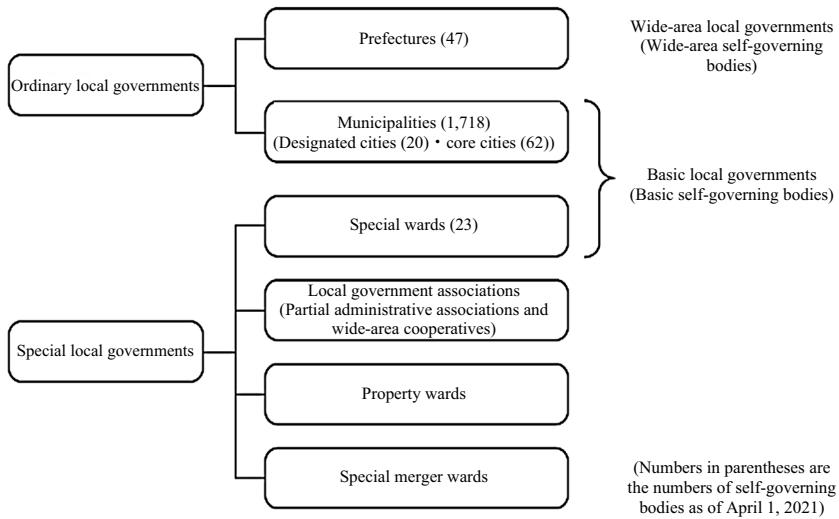 Ordinary local governments
Prefectures (47)
Wide-area local governments
(Wide-area self-governing
bodies)
Municipalities (1,718)
(Designated cities (20)・core cities (62))
Basic local governments
(Basic self-governing bodies)
Special local governments
Special wards (23)
Local government associations
(Partial administrative associations and
wide-area cooperatives)
Property wards
Special merger wards
(Numbers in parentheses are
the numbers of self-governing
bodies as of April 1, 2021)